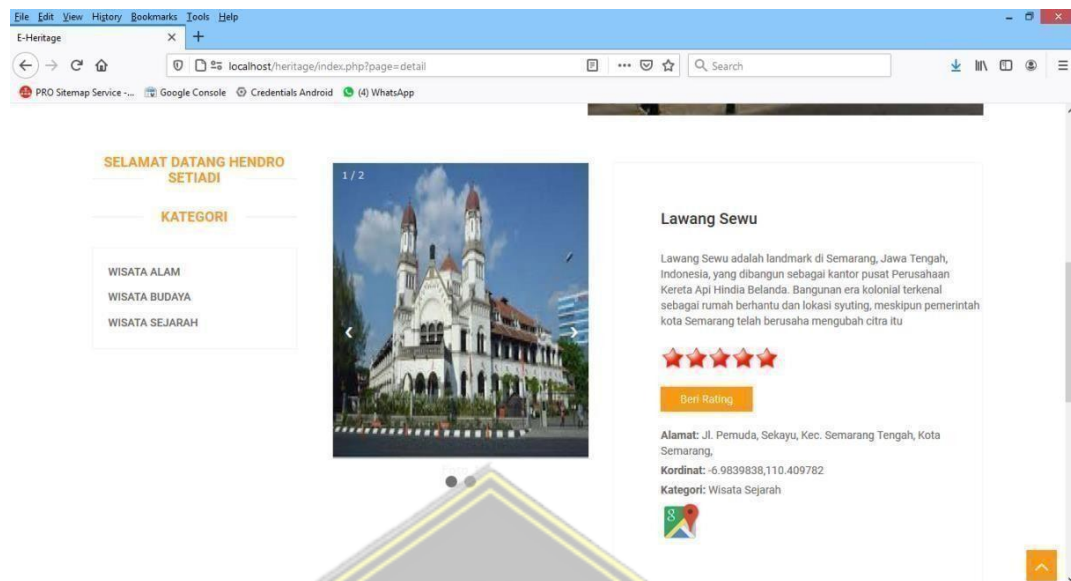 File Edit View History Bookmarks Tools Help
E-Heritage
localhost/heritage/index.php?page=detail
Search
PRO Sitemap Service -... Google Console Credentials Android (4) WhatsApp
SELAMAT DATANG HENDRO
SETIADI
KATEGORI
WISATA ALAM
WISATA BUDAYA
WISATA SEJARAH
1 / 2
Lawang Sewu
Lawang Sewu adalah landmark di Semarang, Jawa Tengah,
Indonesia, yang dibangun sebagai kantor pusat Perusahaan
Kereta Api Hindia Belanda. Bangunan era kolonial terkenal
sebagai rumah berhantu dan lokasi syuting, meskipun pemerintah
kota Semarang telah berusaha mengubah citra itu
Beri Rating
Alamat: Jl. Pemuda, Sekayu, Kec. Semarang Tengah, Kota
Semarang,
Kordinat: -6.9839838,110.409782
Kategori: Wisata Sejarah